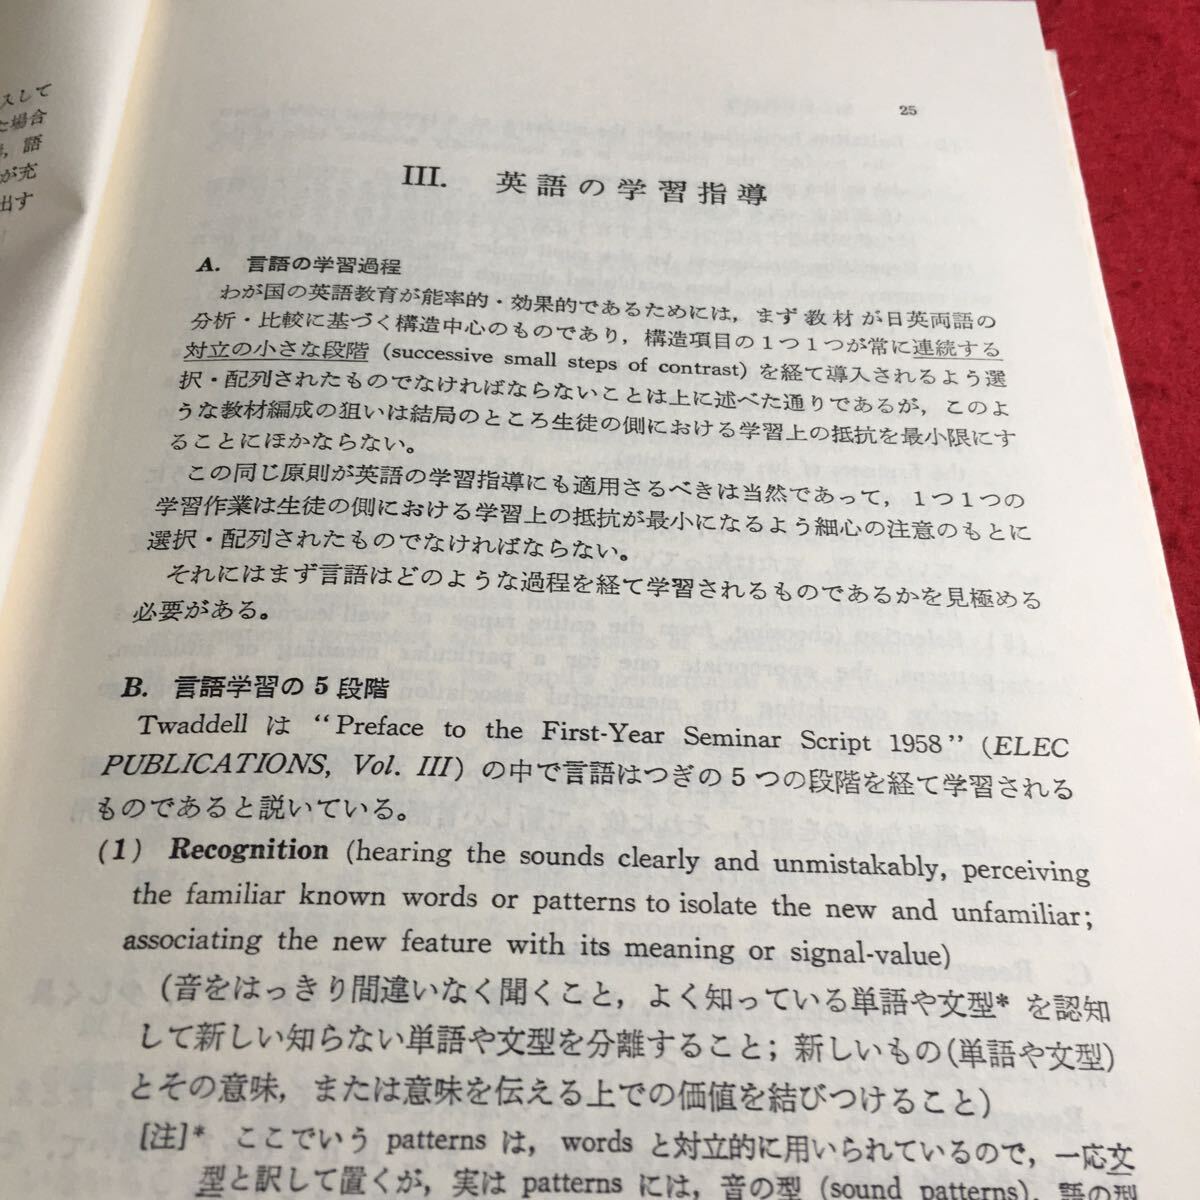 スして
た場合
語
が充
出す
25
III. 英語の学習指導
A. 言語の学習過程
わが国の英語教育が能率的・効果的であるためには，まず教材が日英両語の
分析・比較に基づく構造中心のものであり，構造項目の1つ1つが常に連続する
対立の小さな段階 (successive small steps of contrast) を経て導入されるよう選
択・配列されたものでなければならないことは上に述べた通りであるが，このよ
うな教材編成の狙いは結局のところ生徒の側における学習上の抵抗を最小限にす
ることにほかならない。
この同じ原則が英語の学習指導にも適用さるべきは当然であって，1つ1つの
学習作業は生徒の側における学習上の抵抗が最小になるよう細心の注意のもとに
選択・配列されたものでなければならない。
それにはまず言語はどのような過程を経て学習されるものであるかを見極める
必要がある。
B. 言語学習の5段階
Twaddell は “Preface to the First-Year Seminar Script 1958” (ELEC
PUBLICATIONS, Vol. III) の中で言語はつぎの5つの段階を経て学習される
ものであると説いている。
(1) Recognition (hearing the sounds clearly and unmistakably, perceiving
the familiar known words or patterns to isolate the new and unfamiliar;
associating the new feature with its meaning or signal-value)
(音をはっきり間違いなく聞くこと，よく知っている単語や文型* を認知
して新しい知らない単語や文型を分離すること；新しいもの(単語や文型)
とその意味，または意味を伝える上での価値を結びつけること)
[注]* ここでいう patterns は，words と対立的に用いられているので，一応文
型と訳して置くが，実は patterns には，音の型 (sound patterns)，語の型